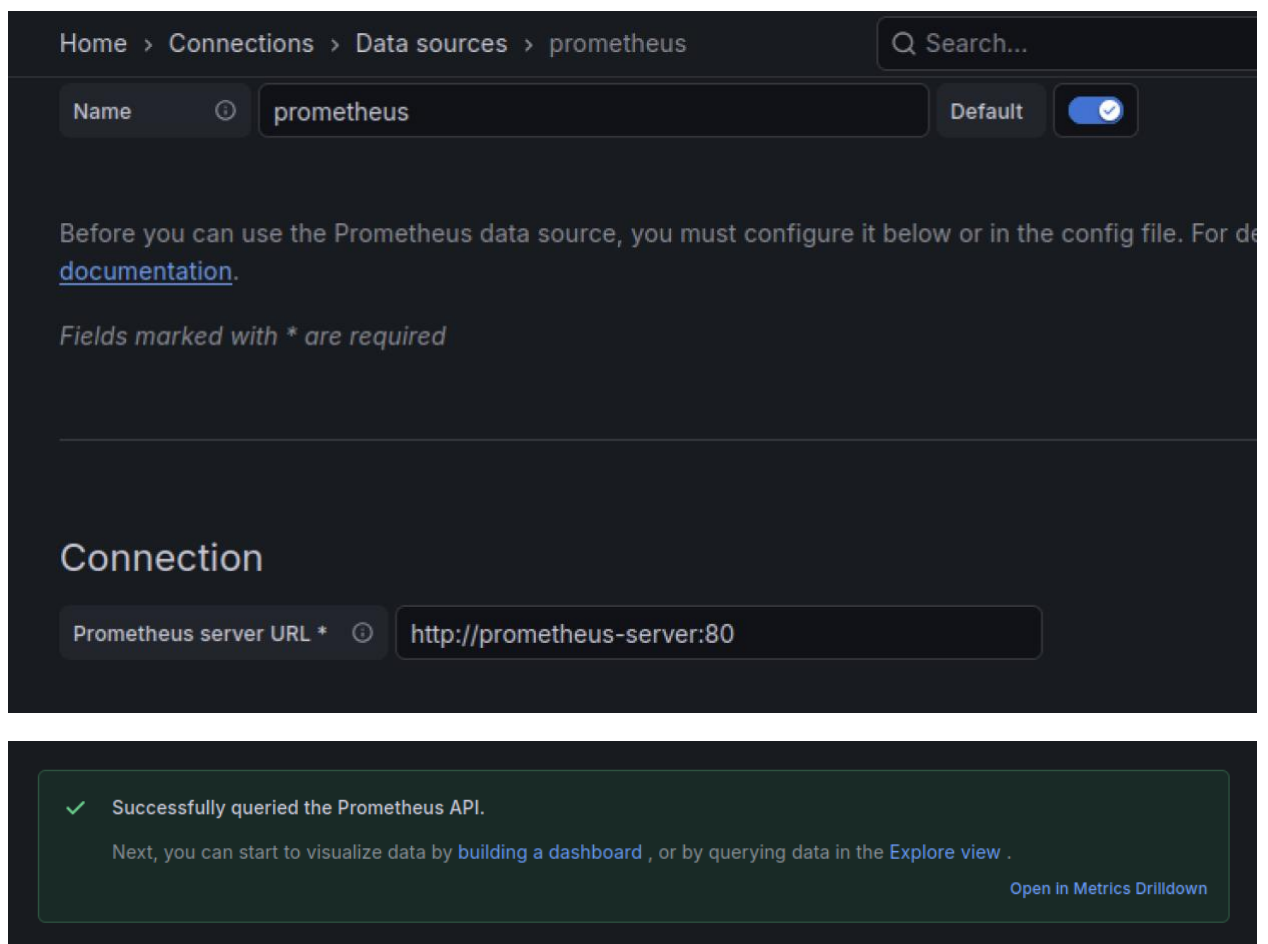 Home › Connections › Data sources › prometheus Search...
Name prometheus Default
Before you can use the Prometheus data source, you must configure it below or in the config file. For de
documentation.
Fields marked with * are required
Connection
Prometheus server URL * http://prometheus-server:80
Successfully queried the Prometheus API.
Next, you can start to visualize data by building a dashboard , or by querying data in the Explore view .
Open in Metrics Drilldown